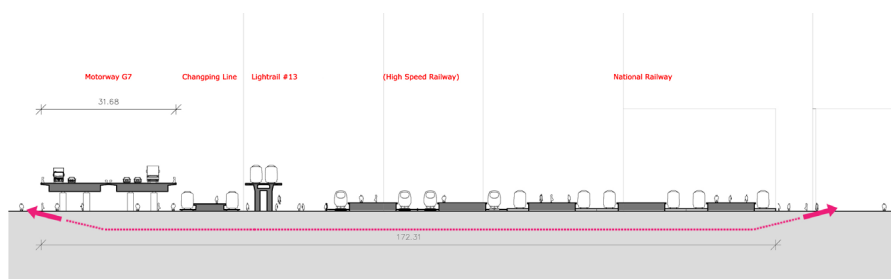 Motorway G7
Changping Line
Lightrail #13
(High Speed Railway)
National Railway
31.68
172.31